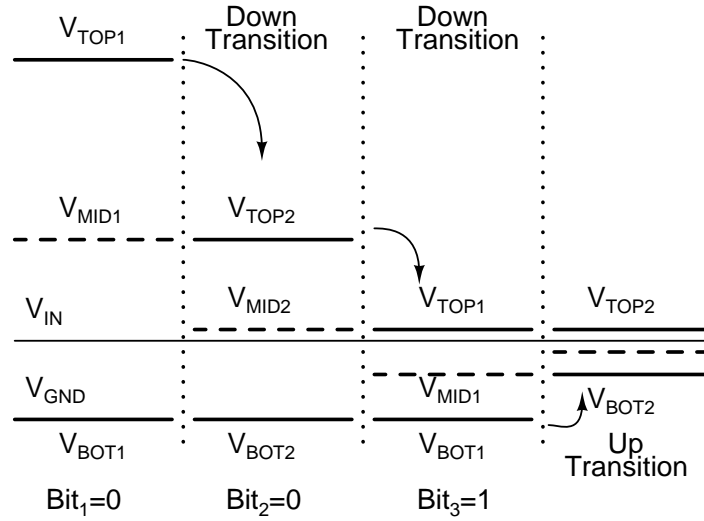 Down
Transition
Down
Transition
V_TOP1
V_MID1
V_TOP2
V_IN
V_MID2
V_TOP1
V_TOP2
V_GND
V_MID1
V_BOT2
V_BOT1
V_BOT2
V_BOT1
Up
Transition
Bit_1=0
Bit_2=0
Bit_3=1